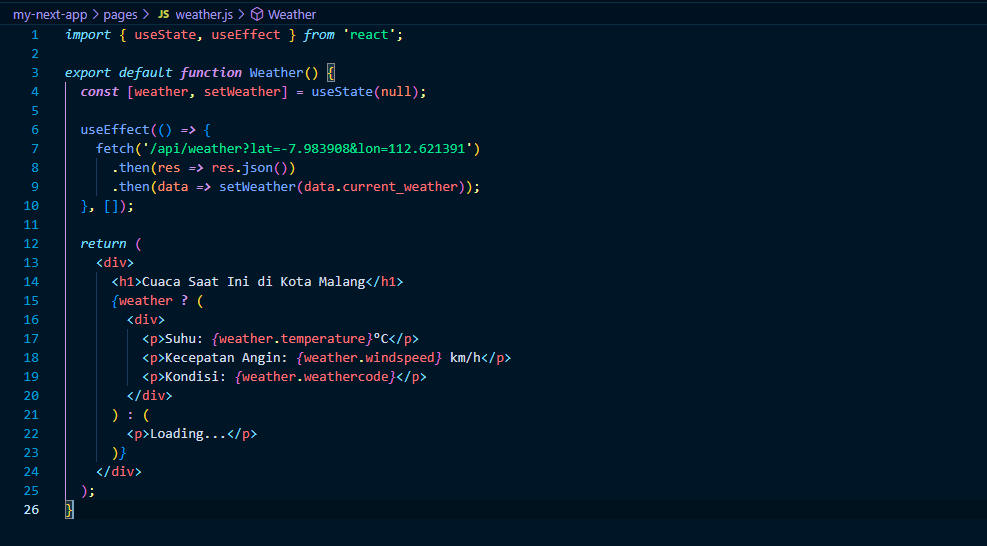 my-next-app > pages > JS weather.js > Weather
1 import { useState, useEffect } from 'react';
2
3 export default function Weather() {
4   const [weather, setWeather] = useState(null);
5
6   useEffect(() => {
7     fetch('/api/weather?lat=-7.983908&lon=112.621391')
8       .then(res => res.json())
9       .then(data => setWeather(data.current_weather));
10   }, []);
11
12   return (
13     <div>
14       <h1>Cuaca Saat Ini di Kota Malang</h1>
15       {weather ? (
16         <div>
17           <p>Suhu: {weather.temperature}°C</p>
18           <p>Kecepatan Angin: {weather.windspeed} km/h</p>
19           <p>Kondisi: {weather.weathercode}</p>
20         </div>
21       ) : (
22         <p>Loading...</p>
23       )}
24     </div>
25   );
26 }